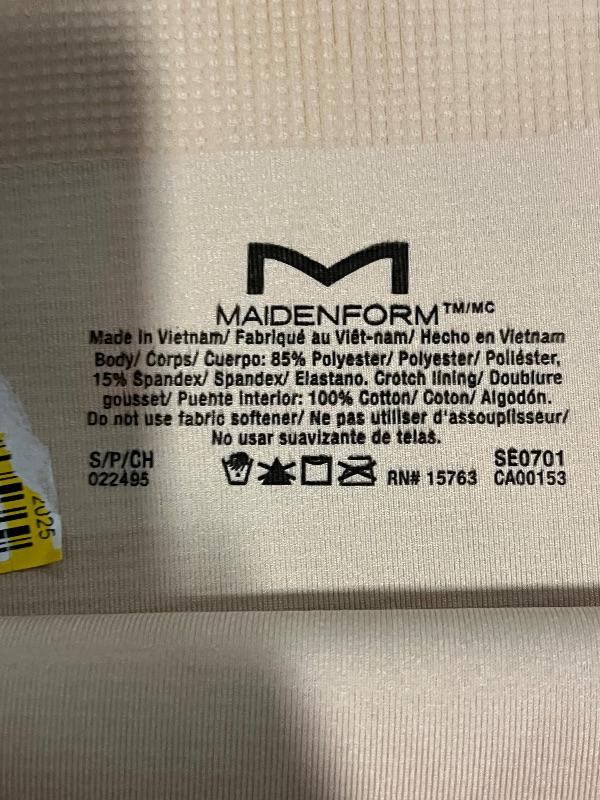 MAIDENFORM™/MC
Made in Vietnam/ Fabriqué au Viêt-nam/ Hecho en Vietnam
Body/ Corps/ Cuerpo: 85% Polyester/ Polyester/ Poliéster,
15% Spandex/ Spandex/ Elastano. Crotch lining/ Doublure
gousset/ Puente Interior: 100% Cotton/ Coton/ Algodón.
Do not use fabric softener/ Ne pas utiliser d'assouplisseur/
No usar suavizante de telas.
S/P/CH SE0701
022495 RN# 15763 CA00153
2025